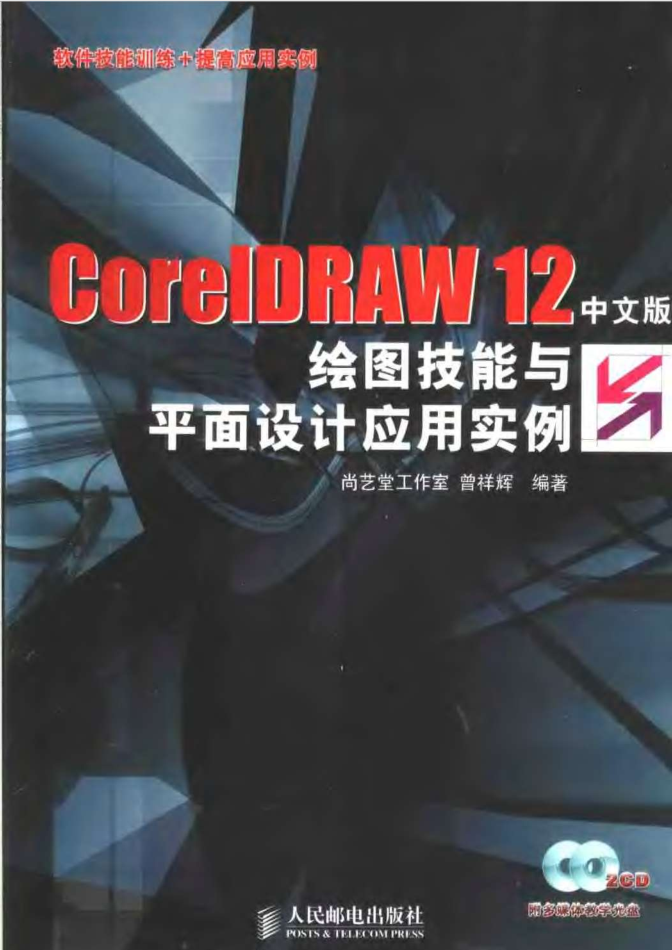 软件技能训练+提高应用实例
CorelDRAW 12 中文版
绘图技能与
平面设计应用实例
尚艺堂工作室 曾祥辉 编著
2CD
附多媒体教学光盘
人民邮电出版社
POSTS & TELECOM PRESS